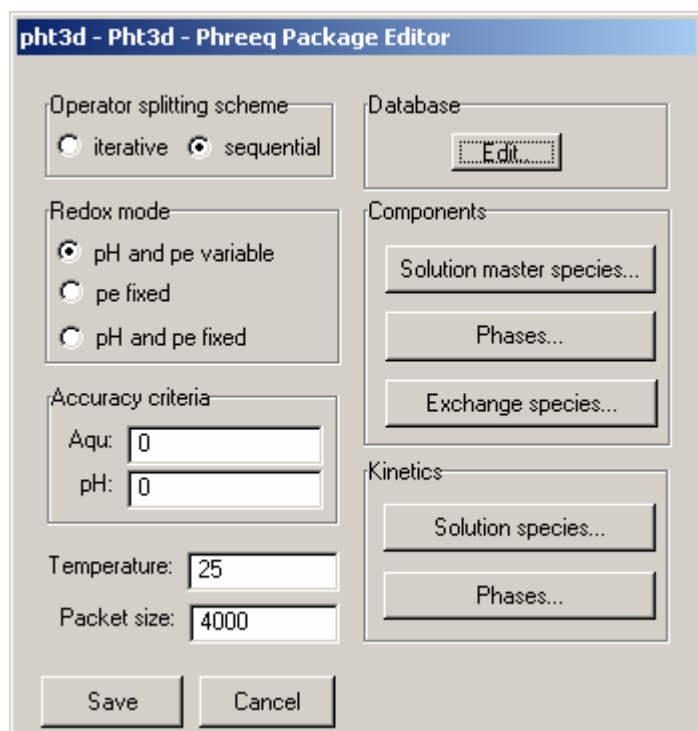 pht3d - Pht3d - Phreeq Package Editor
Operator splitting scheme
iterative sequential
Redox mode
pH and pe variable
pe fixed
pH and pe fixed
Accuracy criteria
Aqu: 0
pH: 0
Temperature: 25
Packet size: 4000
Save Cancel
Database
Edit...
Components
Solution master species...
Phases...
Exchange species...
Kinetics
Solution species...
Phases...